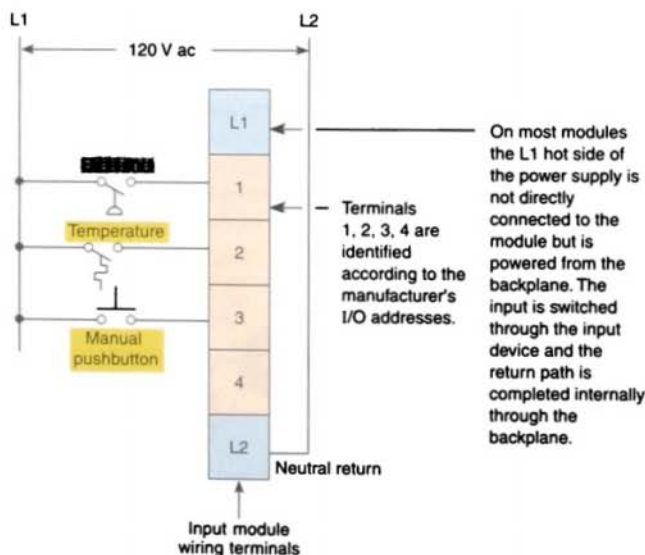 L1
L2
120 V ac
L1
1
Temperature
2
Manual
pushbutton
3
4
L2
Neutral return
Input module
wiring terminals
Terminals
1, 2, 3, 4 are
identified
according to the
manufacturer's
I/O addresses.
On most modules
the L1 hot side of
the power supply is
not directly
connected to the
module but is
powered from the
backplane. The
input is switched
through the input
device and the
return path is
completed internally
through the
backplane.